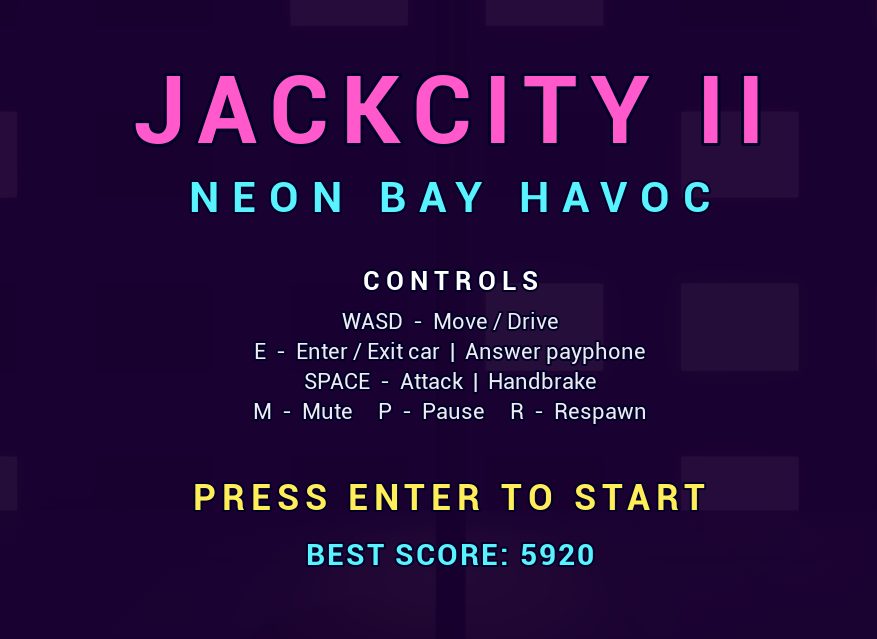 JACKCITY II
NEON BAY HAVOC
CONTROLS
WASD - Move / Drive
E - Enter / Exit car | Answer payphone
SPACE - Attack | Handbrake
M - Mute P - Pause R - Respawn
PRESS ENTER TO START
BEST SCORE: 5920